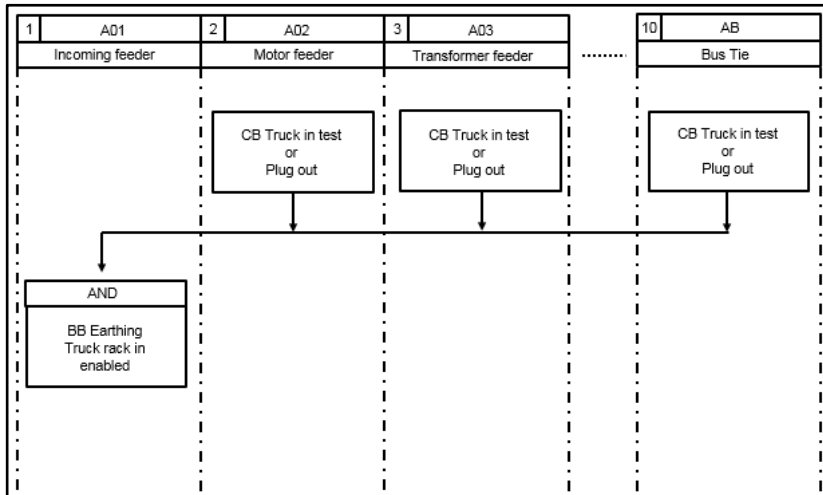 1 A01 2 A02 3 A03 10 AB
Incoming feeder Motor feeder Transformer feeder ........ Bus Tie
CB Truck in test
or
Plug out
CB Truck in test
or
Plug out
CB Truck in test
or
Plug out
AND
BB Earthing
Truck rack in
enabled